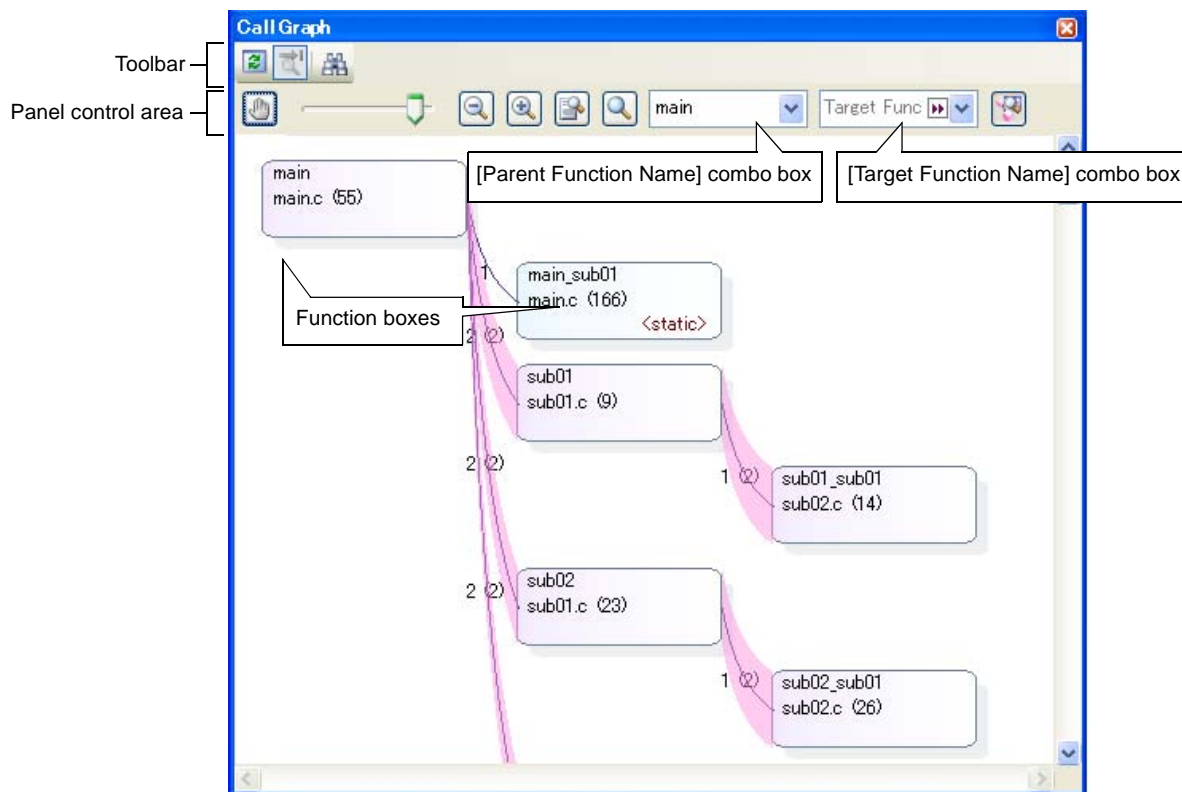 Call Graph
Toolbar
Panel control area
main
Target Func
[Parent Function Name] combo box
[Target Function Name] combo box
main
main.c (55)
1
main_sub01
main.c (166)
<static>
Function boxes
2 (2)
sub01
sub01.c (9)
2 (2)
1 (2)
sub01_sub01
sub02.c (14)
2 (2)
sub02
sub01.c (23)
1 (2)
sub02_sub01
sub02.c (26)